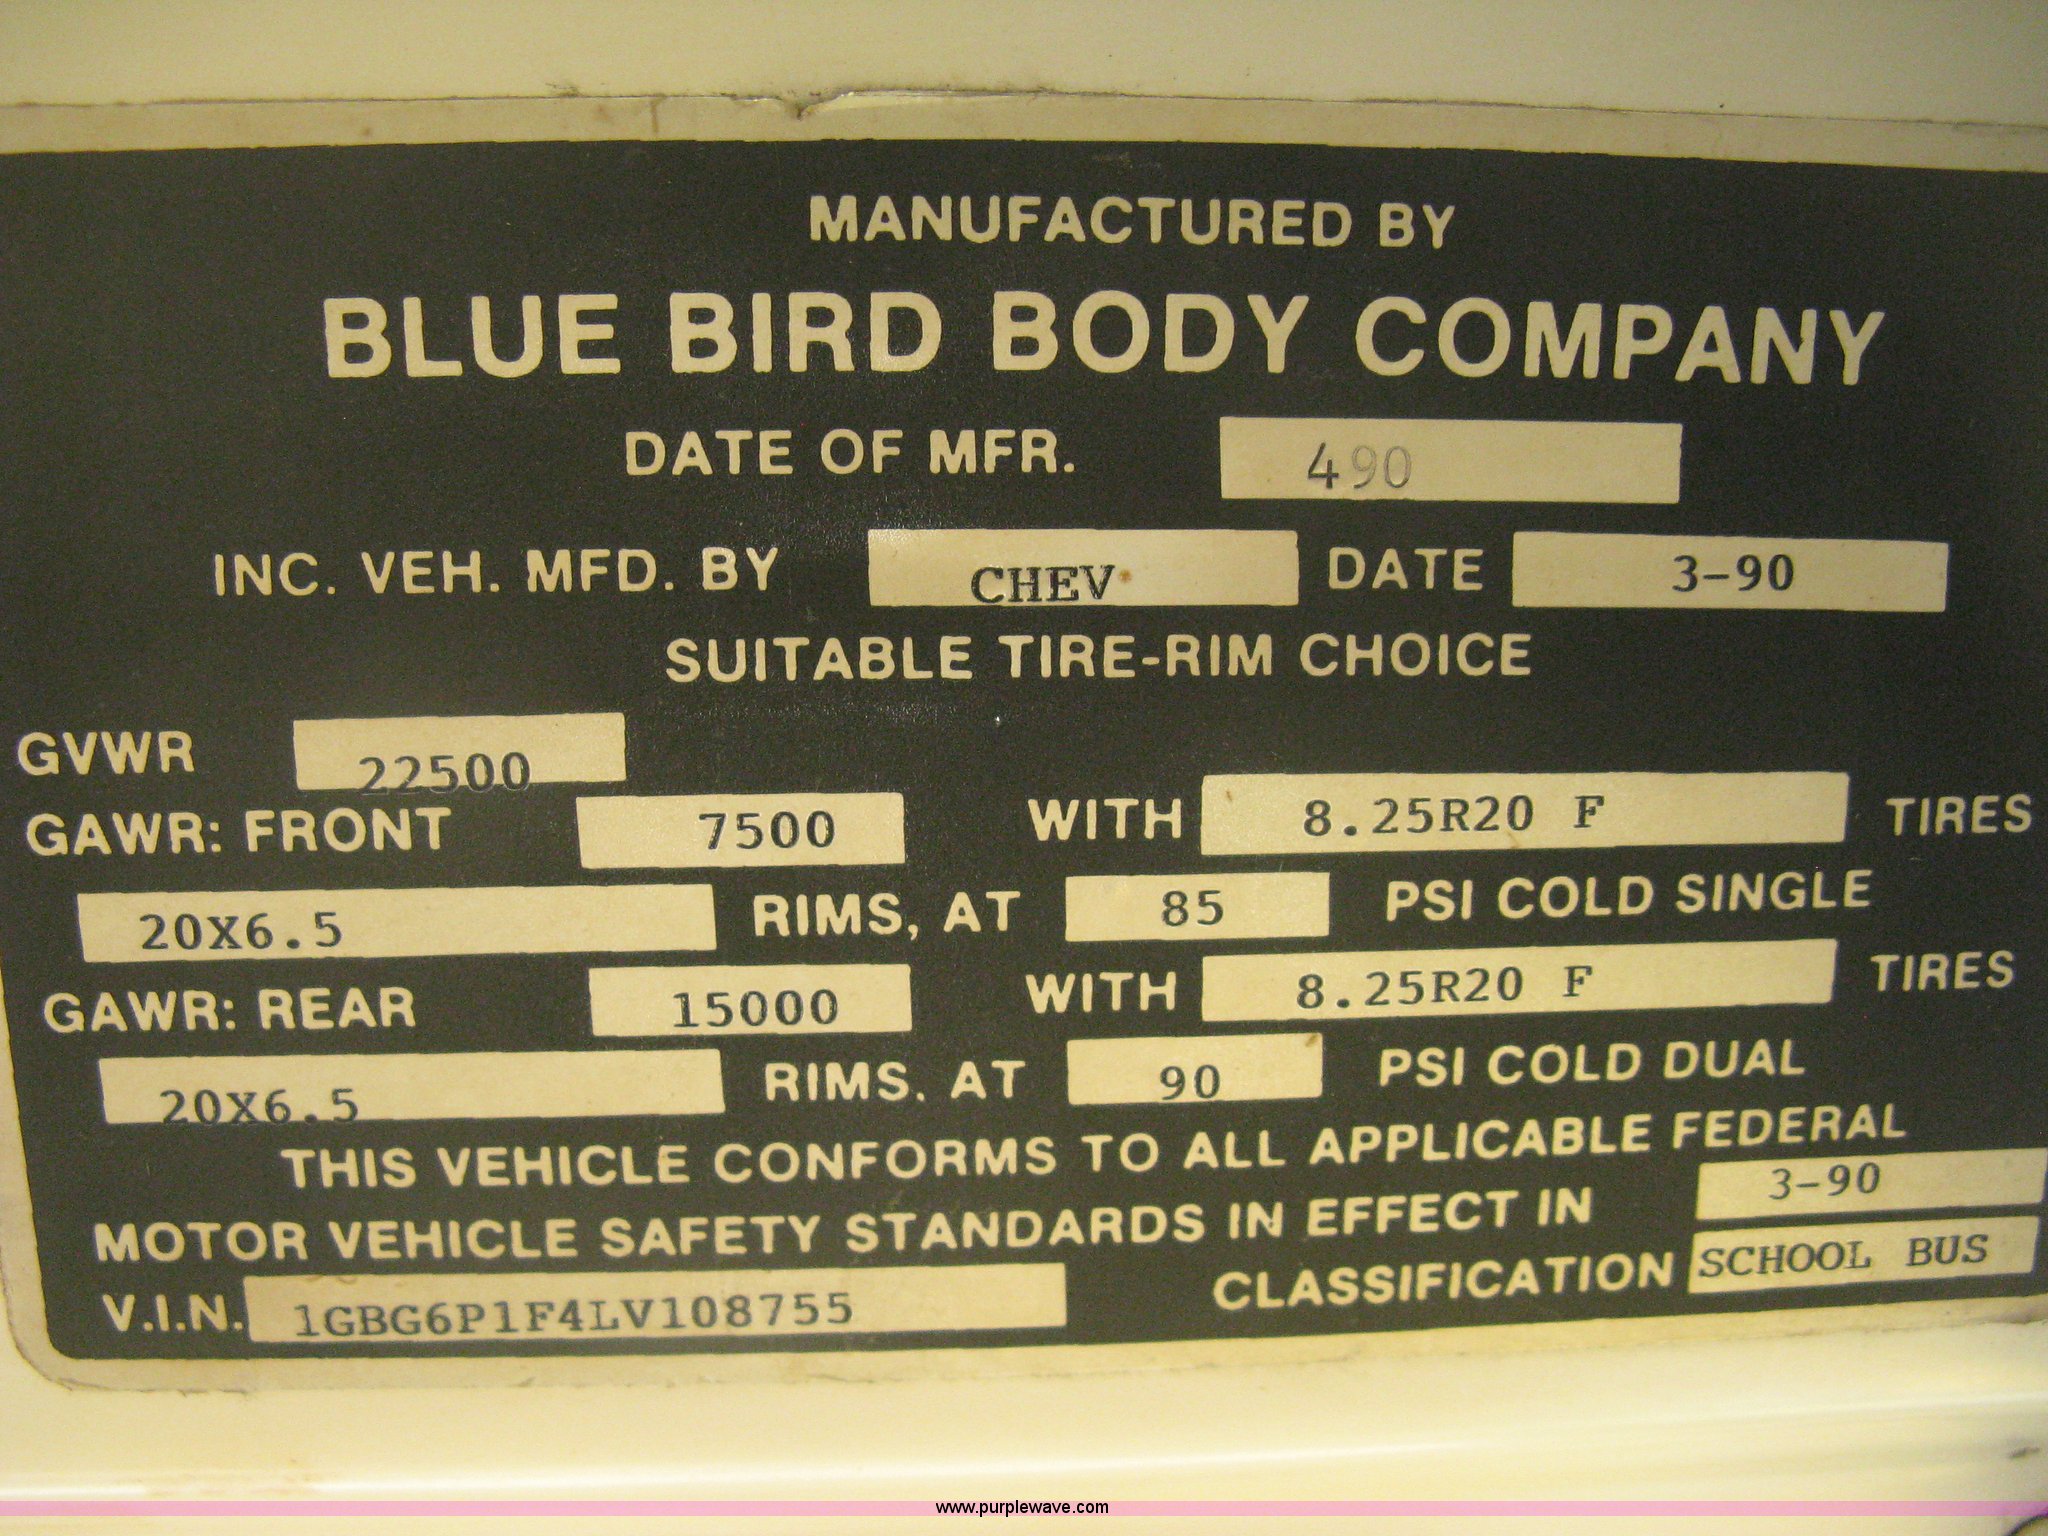 MANUFACTURED BY
BLUE BIRD BODY COMPANY
DATE OF MFR. 490
INC. VEH. MFD. BY CHEV DATE 3-90
SUITABLE TIRE-RIM CHOICE
GVWR 22500
GAWR: FRONT 7500 WITH 8.25R20 F TIRES
20X6.5 RIMS, AT 85 PSI COLD SINGLE
GAWR: REAR 15000 WITH 8.25R20 F TIRES
20X6.5 RIMS. AT 90 PSI COLD DUAL
THIS VEHICLE CONFORMS TO ALL APPLICABLE FEDERAL
MOTOR VEHICLE SAFETY STANDARDS IN EFFECT IN 3-90
V.I.N. 1GBG6P1F4LV108755 CLASSIFICATION SCHOOL BUS
www.purplewave.com